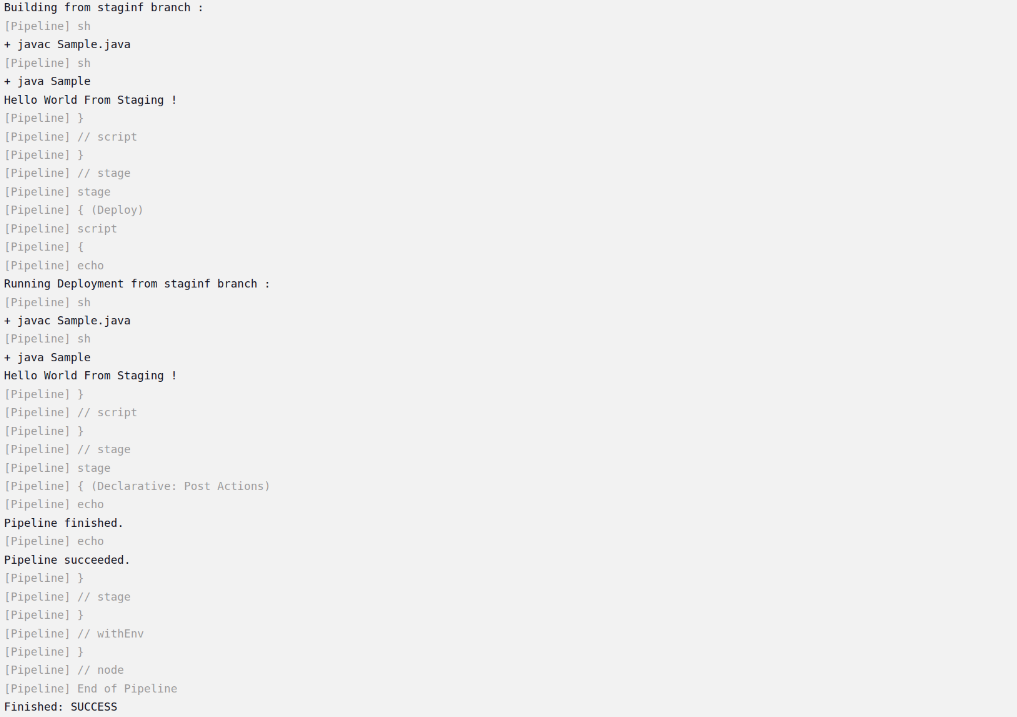 Building from staginf branch :
[Pipeline] sh
+ javac Sample.java
[Pipeline] sh
+ java Sample
Hello World From Staging !
[Pipeline] }
[Pipeline] // script
[Pipeline] }
[Pipeline] // stage
[Pipeline] stage
[Pipeline] { (Deploy)
[Pipeline] script
[Pipeline] {
[Pipeline] echo
Running Deployment from staginf branch :
[Pipeline] sh
+ javac Sample.java
[Pipeline] sh
+ java Sample
Hello World From Staging !
[Pipeline] }
[Pipeline] // script
[Pipeline] }
[Pipeline] // stage
[Pipeline] stage
[Pipeline] { (Declarative: Post Actions)
[Pipeline] echo
Pipeline finished.
[Pipeline] echo
Pipeline succeeded.
[Pipeline] }
[Pipeline] // stage
[Pipeline] }
[Pipeline] // withEnv
[Pipeline] }
[Pipeline] // node
[Pipeline] End of Pipeline
Finished: SUCCESS